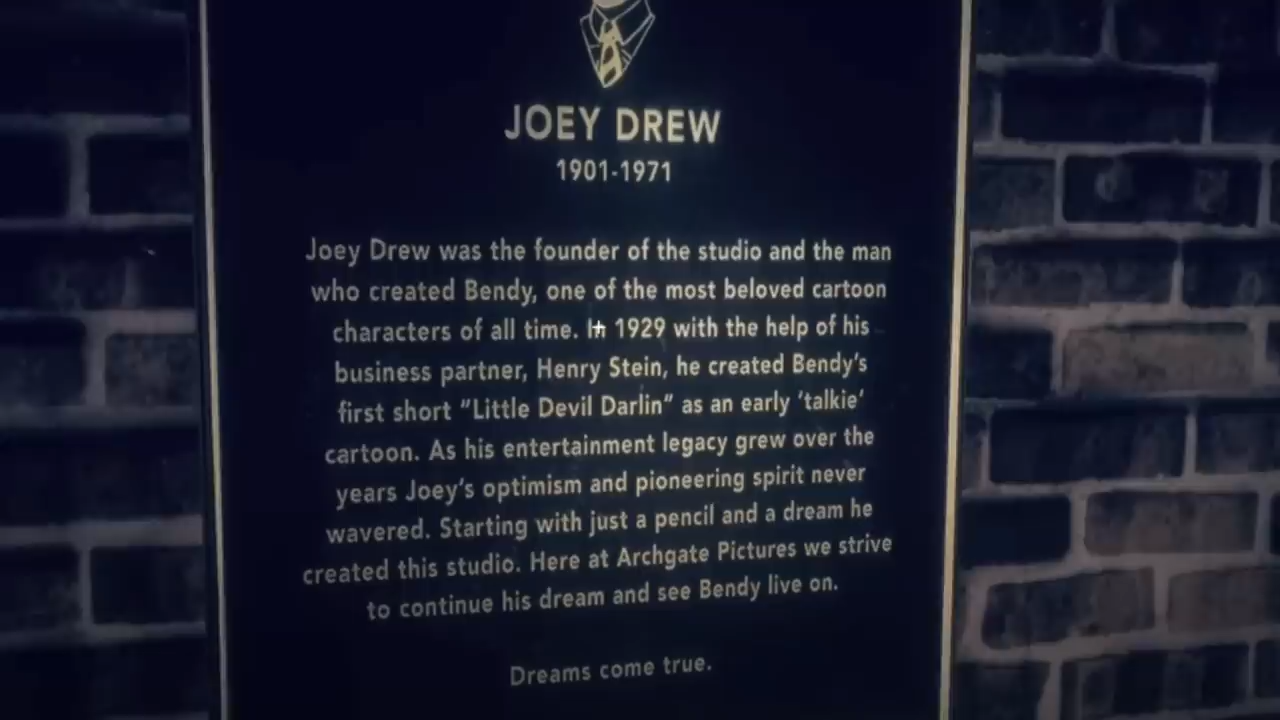 JOEY DREW
1901-1971
Joey Drew was the founder of the studio and the man
who created Bendy, one of the most beloved cartoon
characters of all time. In 1929 with the help of his
business partner, Henry Stein, he created Bendy's
first short "Little Devil Darlin" as an early 'talkie'
cartoon. As his entertainment legacy grew over the
years Joey's optimism and pioneering spirit never
wavered. Starting with just a pencil and a dream he
created this studio. Here at Archgate Pictures we strive
to continue his dream and see Bendy live on.
Dreams come true.